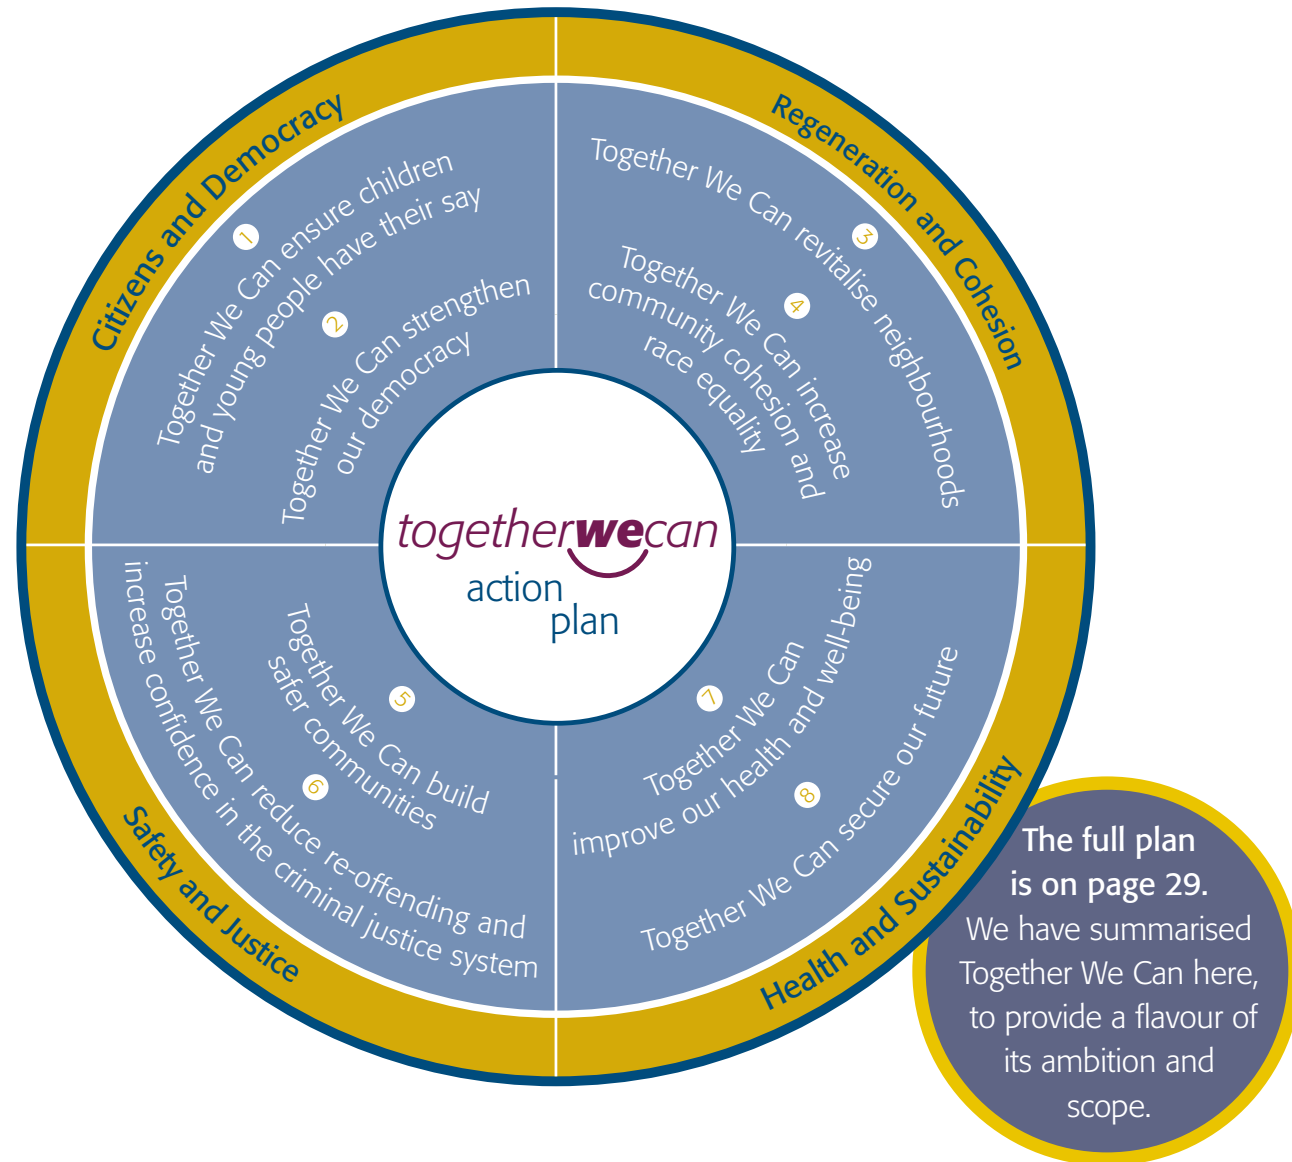 Citizens and Democracy
1
Together We Can ensure children
and young people have their say
2
Together We Can strengthen
our democracy
Regeneration and Cohesion
3
Together We Can revitalise neighbourhoods
4
Together We Can increase
community cohesion and
race equality
togetherwecan
action
plan
Safety and Justice
5
Together We Can build
safer communities
6
Together We Can reduce re-offending and
increase confidence in the criminal justice system
Health and Sustainability
7
Together We Can
improve our health and well-being
8
Together We Can secure our future
The full plan
is on page 29.
We have summarised
Together We Can here,
to provide a flavour of
its ambition and
scope.